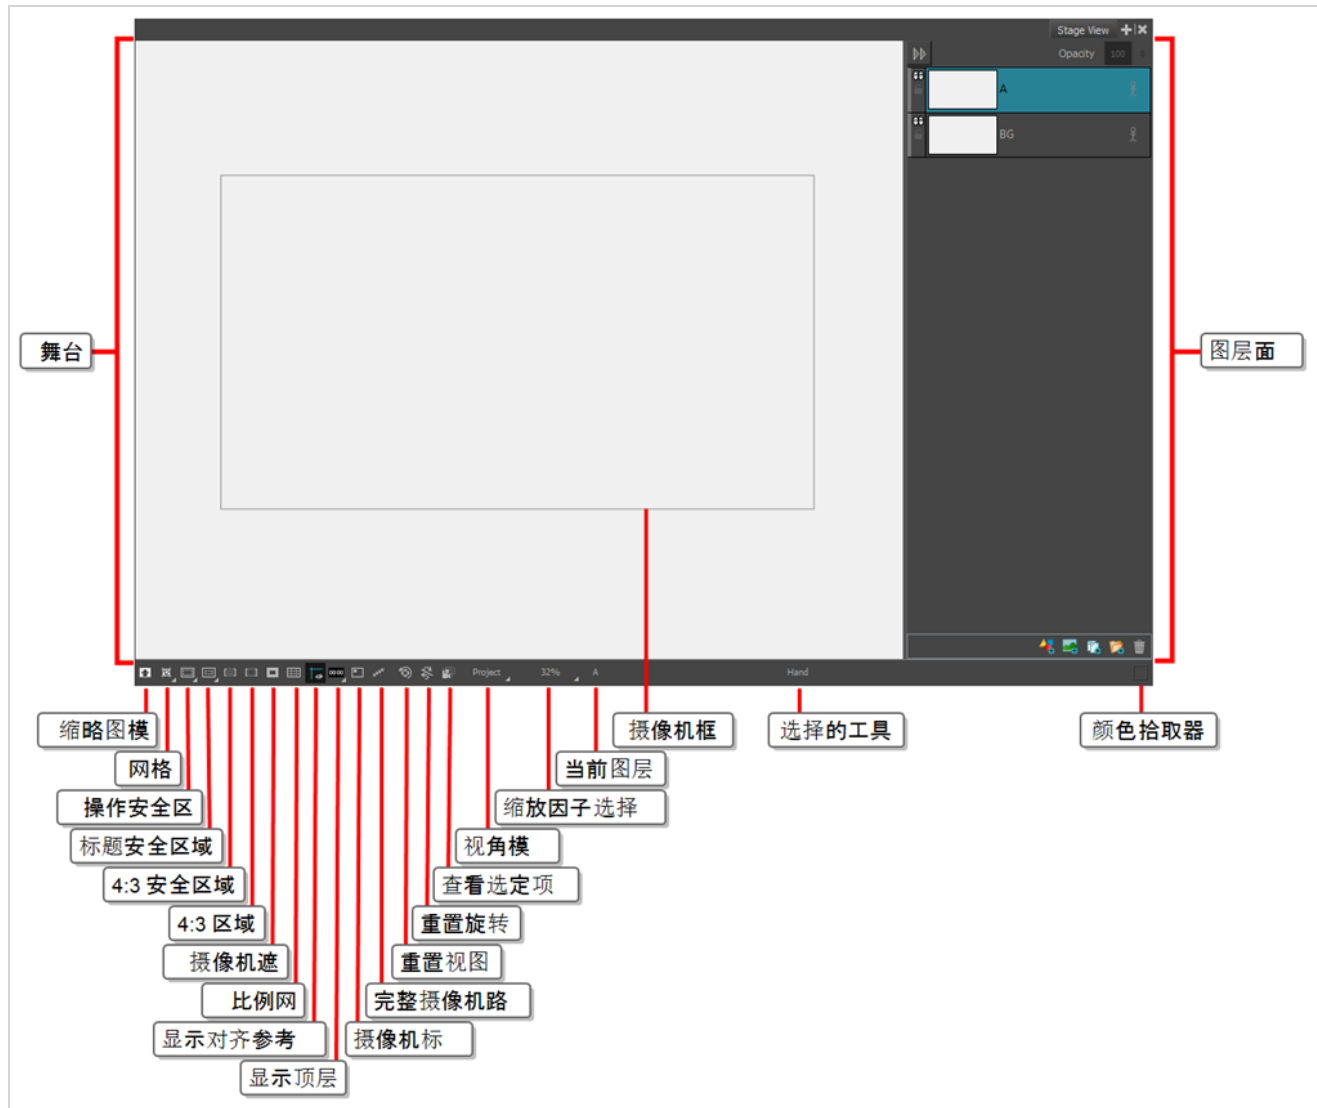 Stage View
Opacity 100
A
BG
舞台
图层面
Project 32% A Hand
缩略图模
摄像机框
选择的工具
颜色拾取器
网格
当前图层
操作安全区
缩放因子选择
标题安全区域
视角模
4:3 安全区域
查看选定项
4:3 区域
重置旋转
摄像机遮
重置视图
比例网
完整摄像机路
显示对齐参考
摄像机标
显示顶层